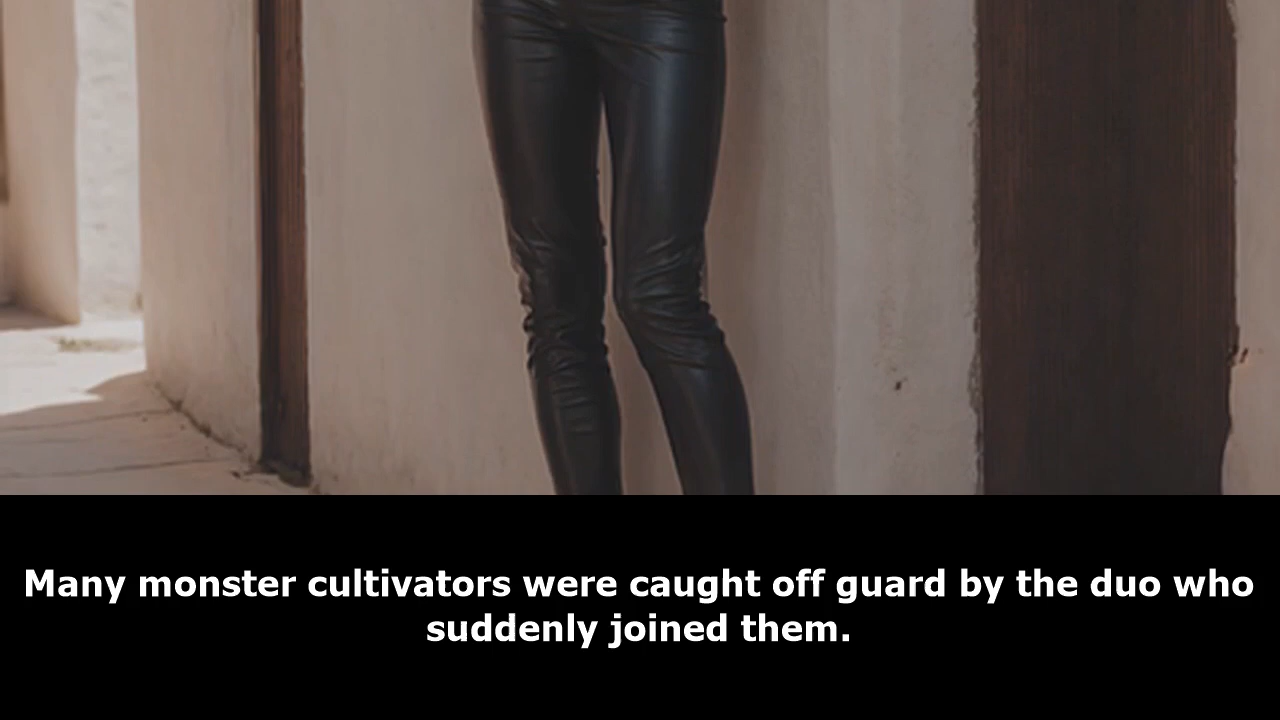 Many monster cultivators were caught off guard by the duo who
suddenly joined them.